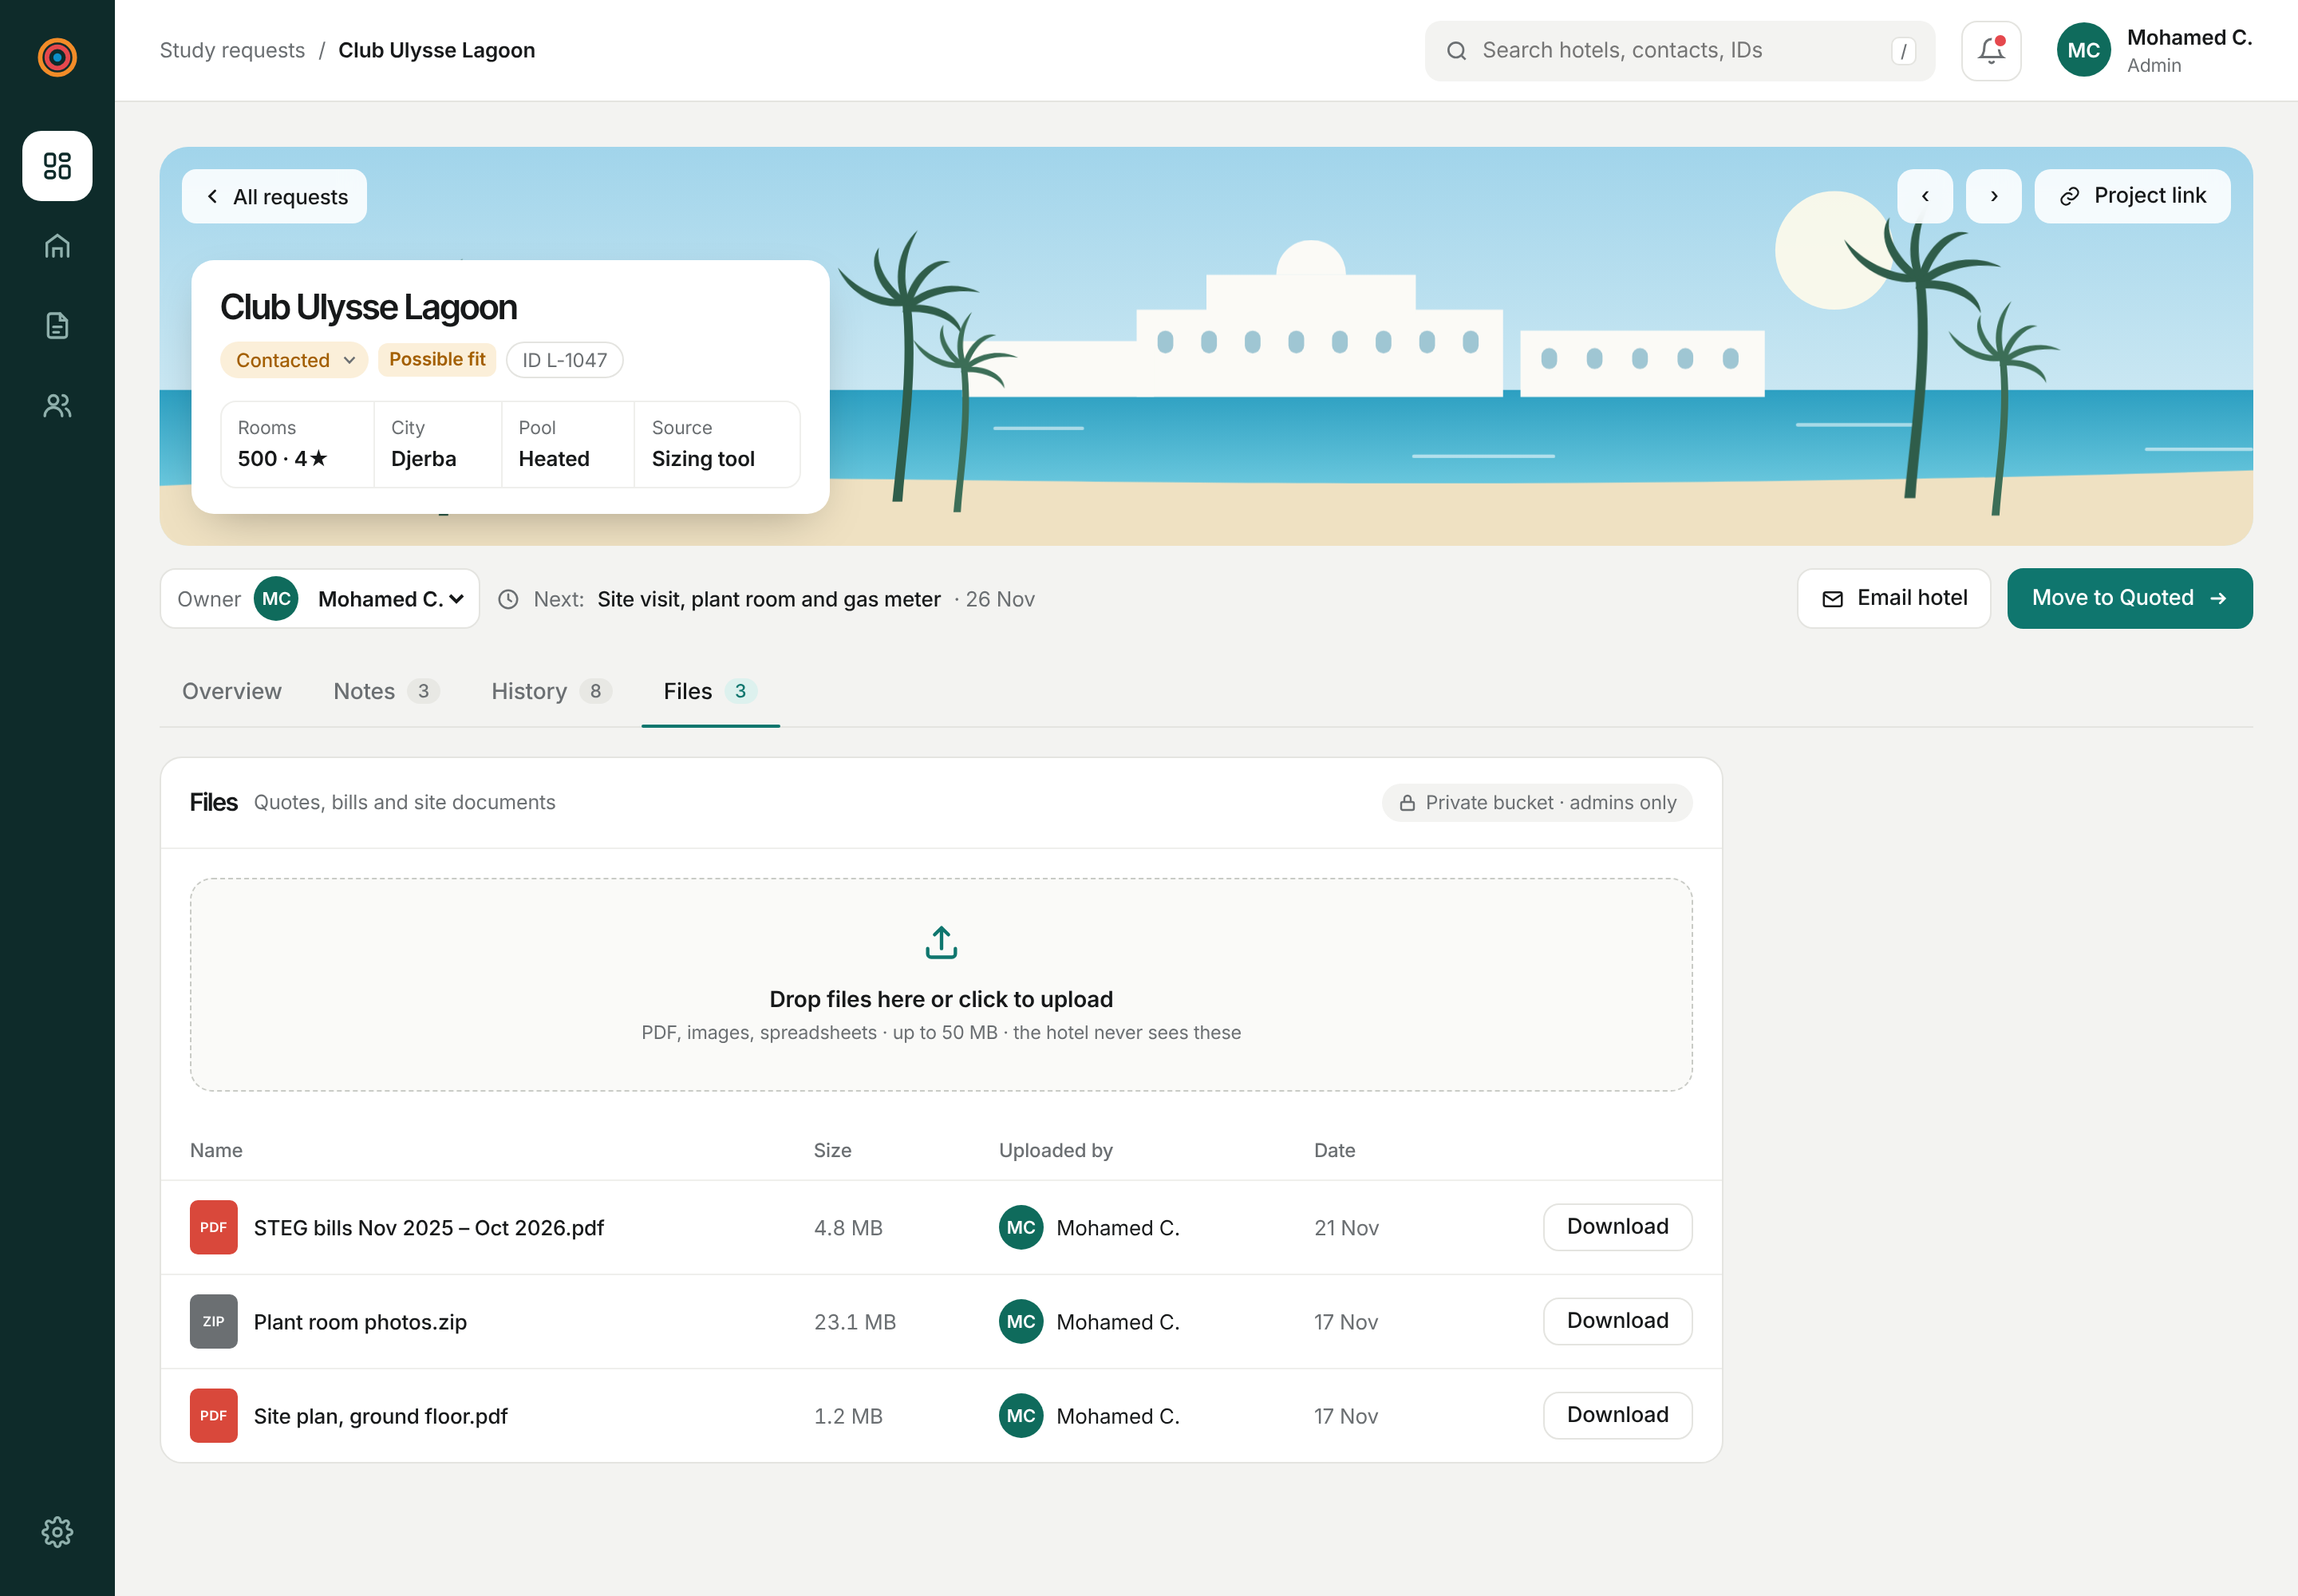 Study requests / Club Ulysse Lagoon
Search hotels, contacts, IDs
/
MC
Mohamed C.
Admin
All requests
‹
›
Project link
Club Ulysse Lagoon
Contacted
Possible fit
ID L-1047
Rooms
500 · 4★
City
Djerba
Pool
Heated
Source
Sizing tool
Owner
MC
Mohamed C.
Next: Site visit, plant room and gas meter · 26 Nov
Email hotel
Move to Quoted →
Overview
Notes 3
History 8
Files 3
Files
Quotes, bills and site documents
Private bucket · admins only
Drop files here or click to upload
PDF, images, spreadsheets · up to 50 MB · the hotel never sees these
Name
Size
Uploaded by
Date
PDF
STEG bills Nov 2025 – Oct 2026.pdf
4.8 MB
MC
Mohamed C.
21 Nov
Download
ZIP
Plant room photos.zip
23.1 MB
MC
Mohamed C.
17 Nov
Download
PDF
Site plan, ground floor.pdf
1.2 MB
MC
Mohamed C.
17 Nov
Download